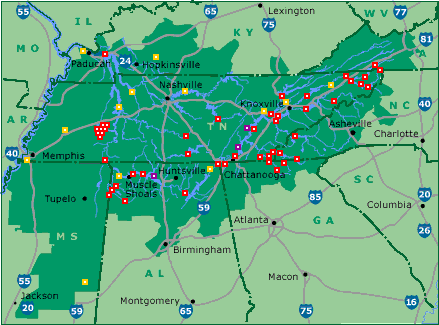 55
65
Lexington
77
IL
75
WV
KY
MO
81
24
A
Paducah
Hopkinsville
Nashville
Knoxville
40
NC
AR
TN
Asheville
Charlotte
40
Memphis
Huntsville
Chattanooga
Muscle
Shoals
SC
Tupelo
85
20
59
Columbia
Atlanta
GA
MS
26
Birmingham
AL
55
Macon
Jackson
16
20
59
Montgomery
65
75